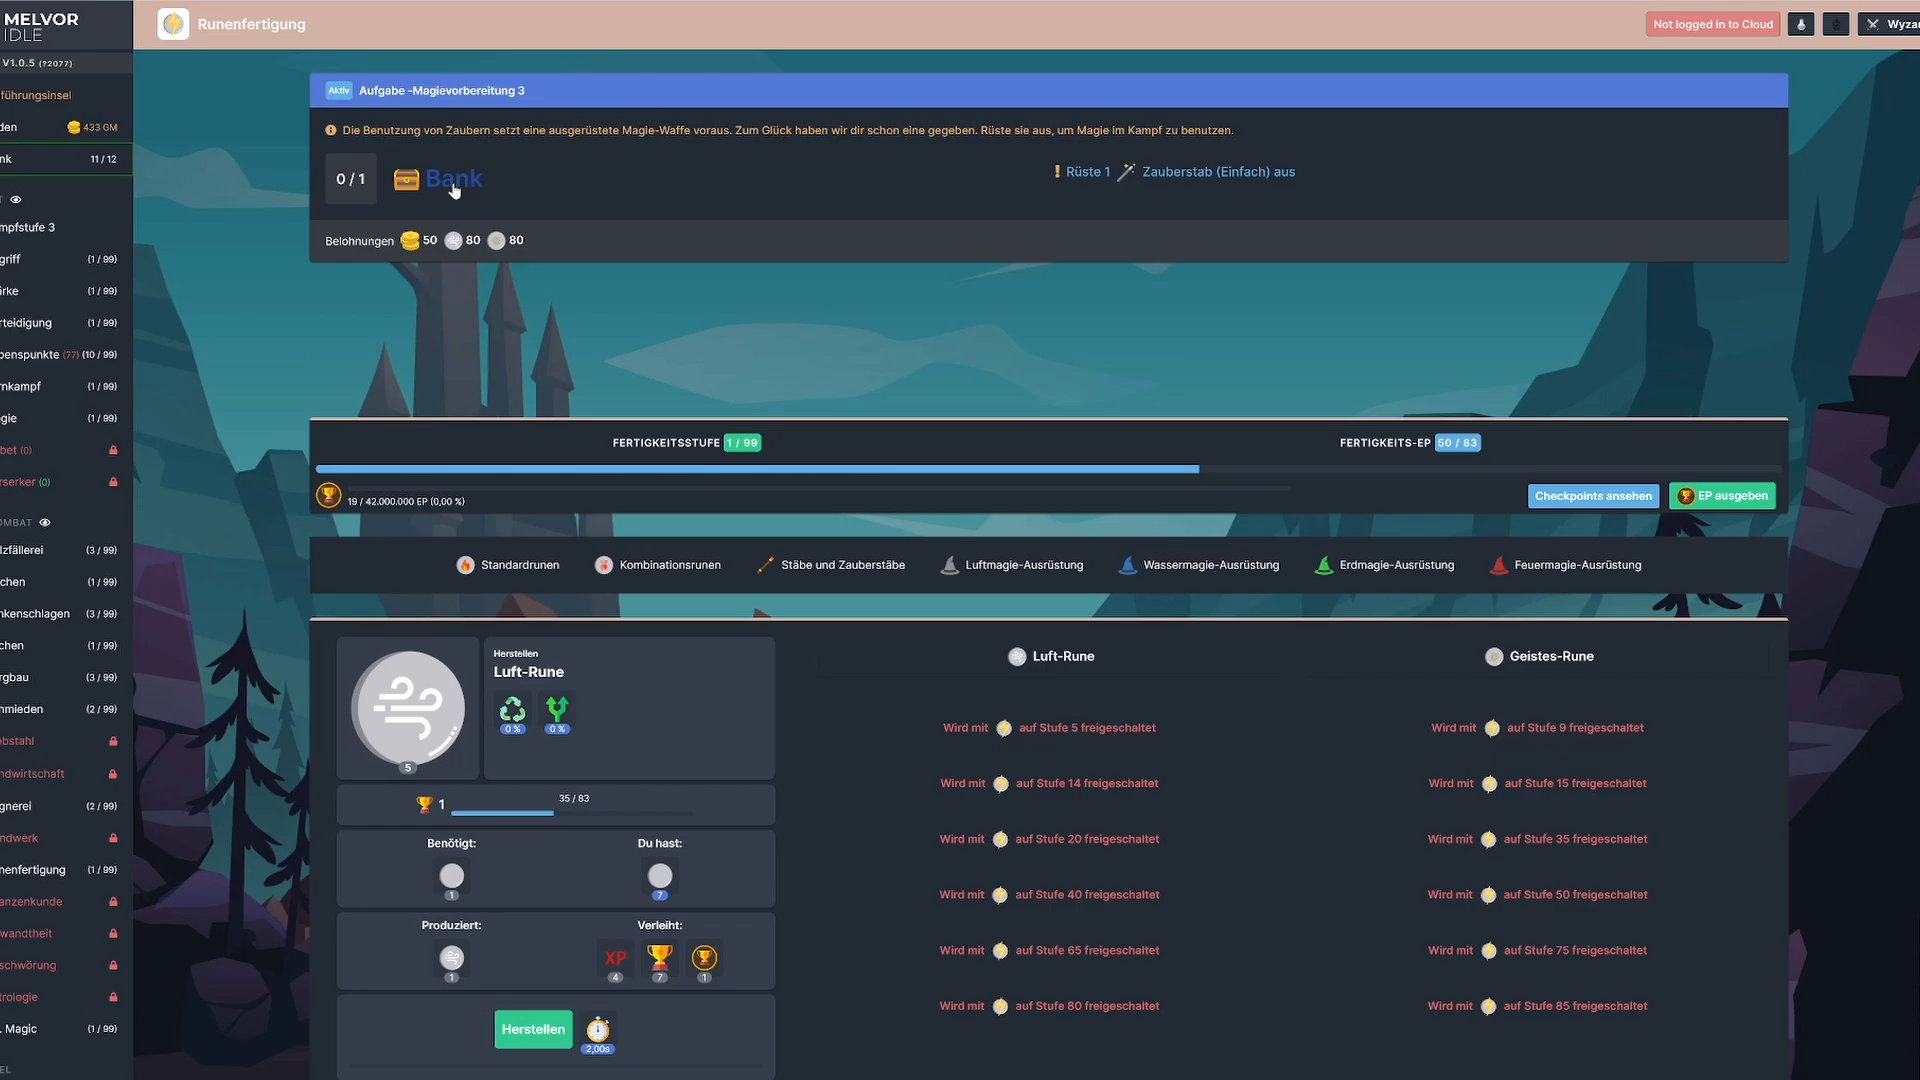 MELVOR
IDLE
Runenfertigung
Not logged in to Cloud
Wyza
V1.0.5 (?2077)
führungsinsel
den 433 GM
nk 11 / 12
mpfstufe 3
griff (1 / 99)
rke (1 / 99)
rteidigung (1 / 99)
benspunkte (77) (10 / 99)
rnkampf (1 / 99)
gie (1 / 99)
bet (0)
rserker (0)
OMBAT
lzfällerei (3 / 99)
chen (1 / 99)
nkenschlagen (3 / 99)
chen (1 / 99)
rgbau (3 / 99)
hmieden (2 / 99)
ebstahl
ndwirtschaft
gnerei (2 / 99)
ndwerk
nenfertigung (1 / 99)
anzenkunde
wandtheit
schwörung
trologie
. Magic (1 / 99)
EL
Aktiv Aufgabe -Magievorbereitung 3
Die Benutzung von Zaubern setzt eine ausgerüstete Magie-Waffe voraus. Zum Glück haben wir dir schon eine gegeben. Rüste sie aus, um Magie im Kampf zu benutzen.
0 / 1 Bank
Rüste 1 Zauberstab (Einfach) aus
Belohnungen 50 80 80
FERTIGKEITSSTUFE 1 / 99
FERTIGKEITS-EP 50 / 83
19 / 42.000.000 EP (0,00 %)
Checkpoints ansehen
EP ausgeben
Standardrunen
Kombinationsrunen
Stäbe und Zauberstäbe
Luftmagie-Ausrüstung
Wassermagie-Ausrüstung
Erdmagie-Ausrüstung
Feuermagie-Ausrüstung
5
Herstellen
Luft-Rune
0 % 0 %
1 35 / 83
Benötigt: Du hast:
1 7
Produziert: Verleiht:
XP
1 4 7 1
Herstellen
2,00s
Luft-Rune
Wird mit auf Stufe 5 freigeschaltet
Wird mit auf Stufe 14 freigeschaltet
Wird mit auf Stufe 20 freigeschaltet
Wird mit auf Stufe 40 freigeschaltet
Wird mit auf Stufe 65 freigeschaltet
Wird mit auf Stufe 80 freigeschaltet
Geistes-Rune
Wird mit auf Stufe 9 freigeschaltet
Wird mit auf Stufe 15 freigeschaltet
Wird mit auf Stufe 35 freigeschaltet
Wird mit auf Stufe 50 freigeschaltet
Wird mit auf Stufe 75 freigeschaltet
Wird mit auf Stufe 85 freigeschaltet